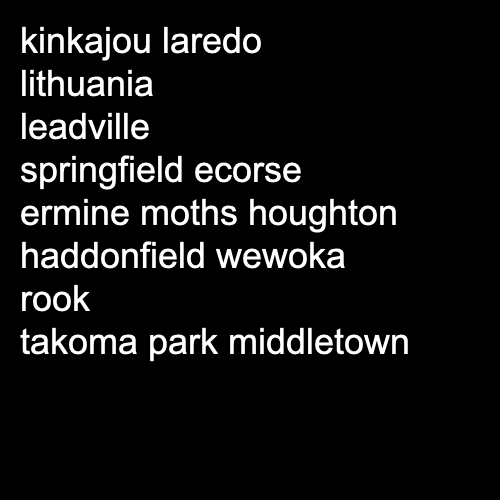 kinkajou laredo
lithuania
leadville
springfield ecorse
ermine moths houghton
haddonfield wewoka
rook
takoma park middletown